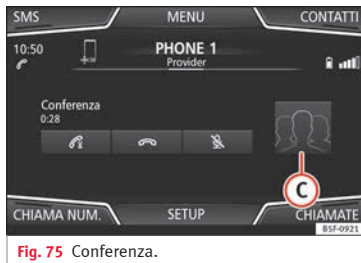 SMS MENU CONTATTI
10:50 PHONE 1
Provider
Conferenza
0:28
C
CHIAMA NUM. SETUP CHIAMATE
BSF-0921
Fig. 75 Conferenza.